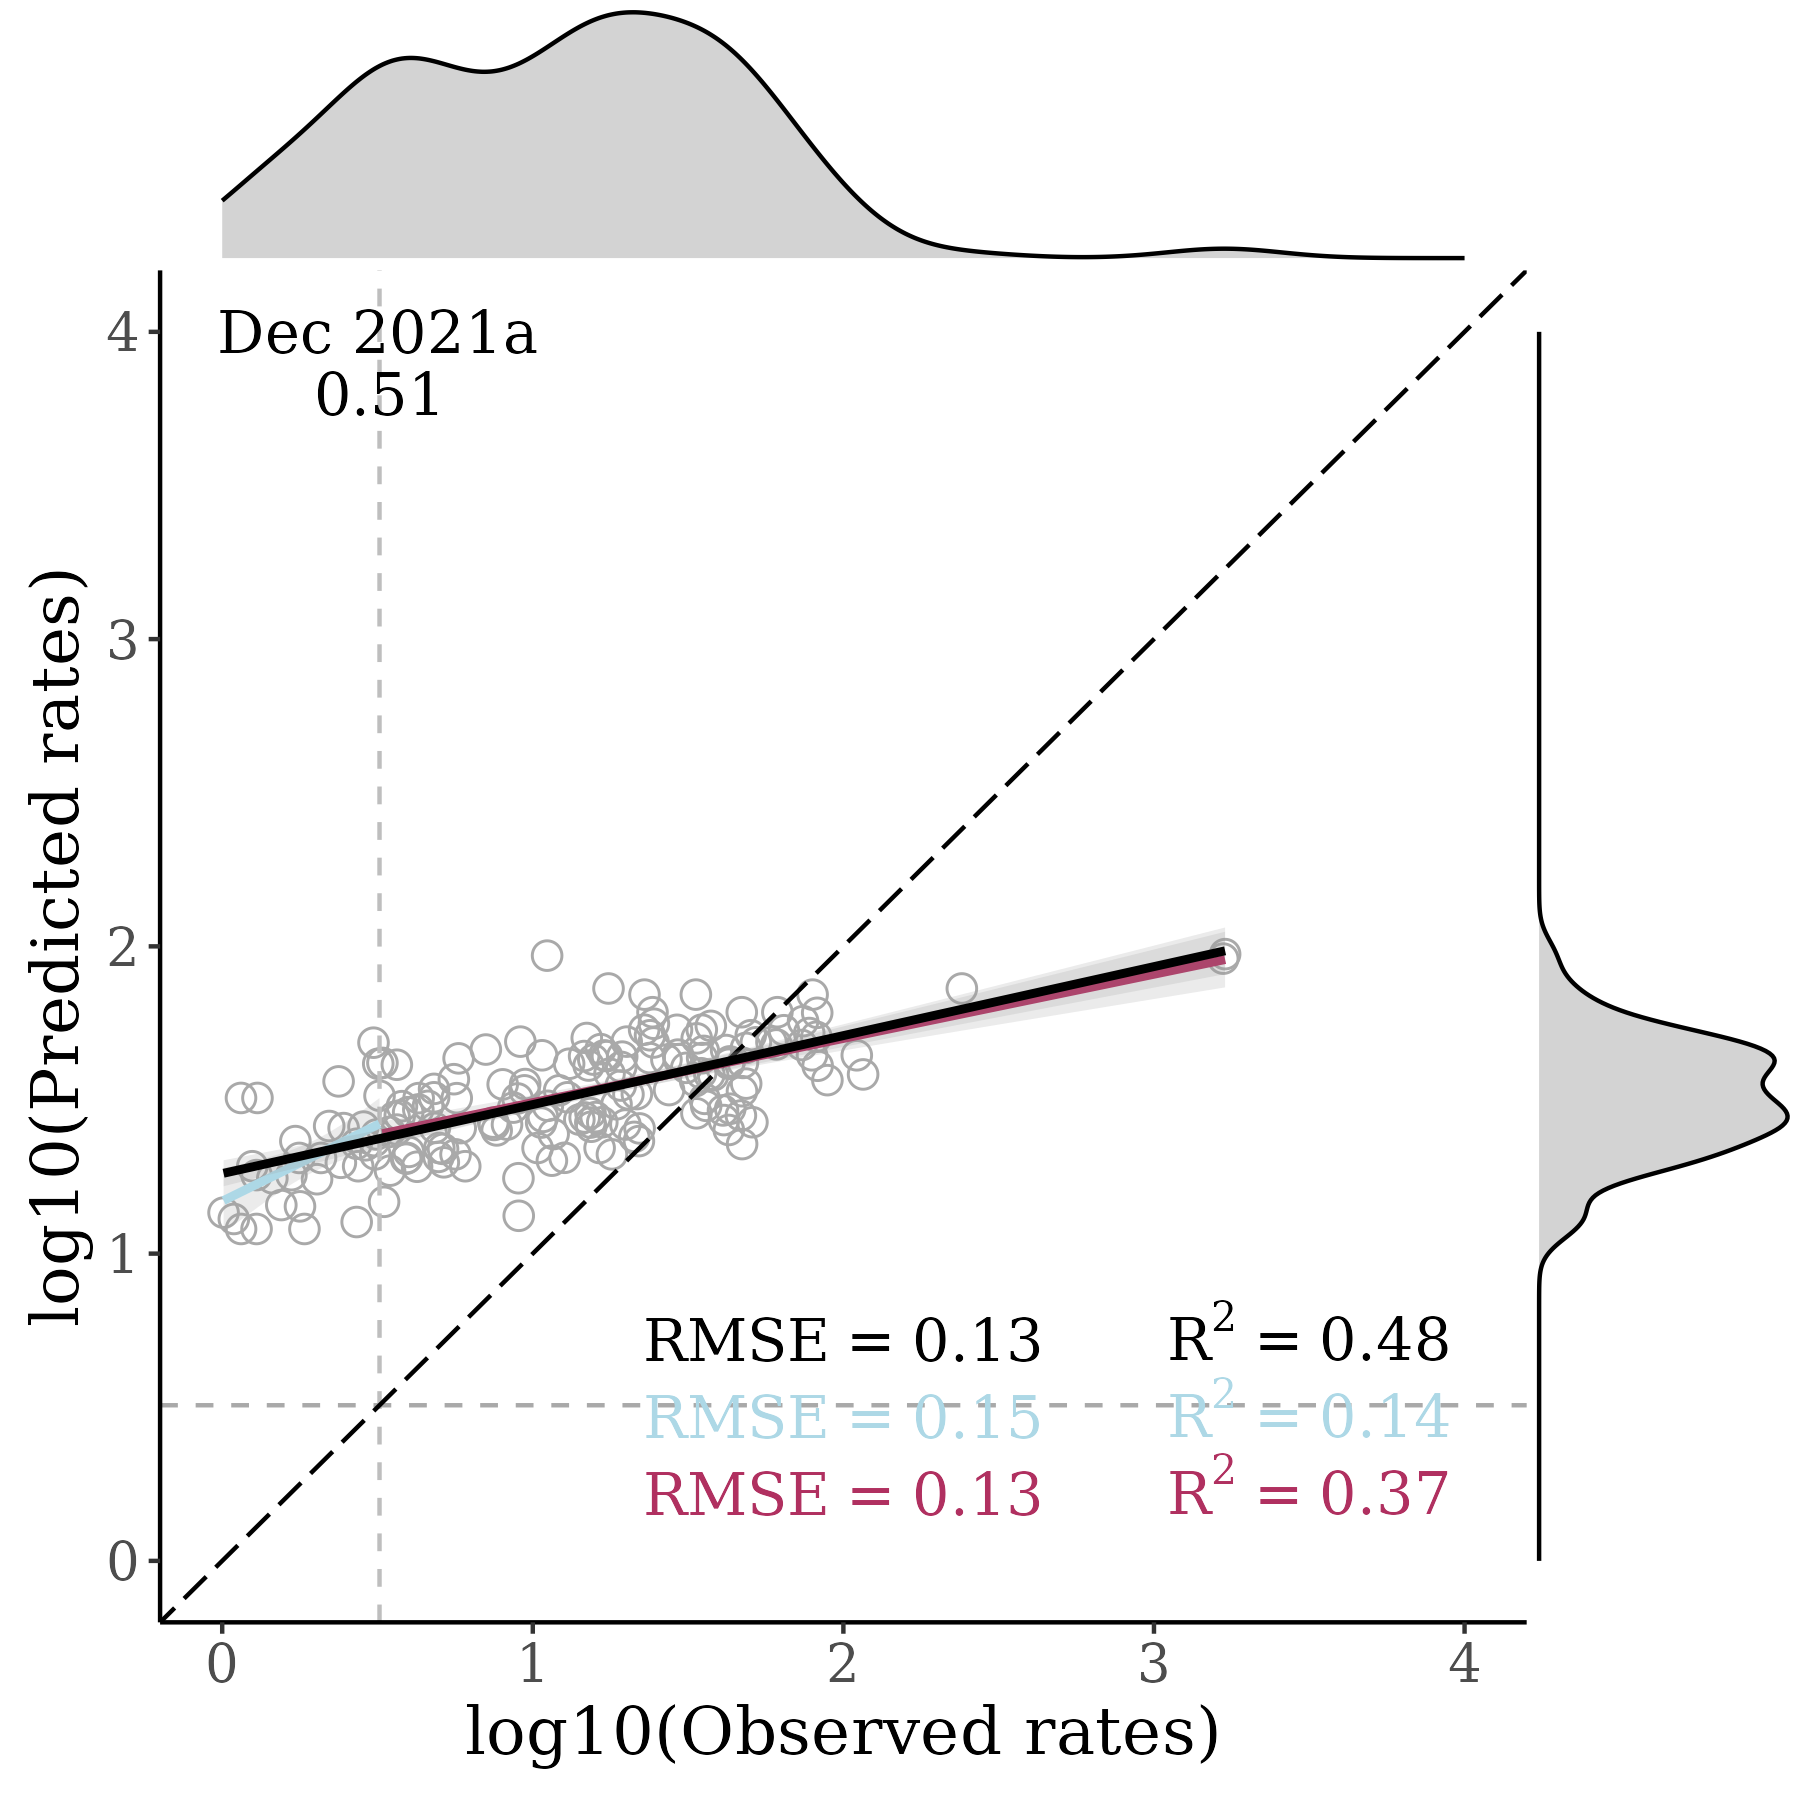 Dec 2021a
0.51
4
3
2
1
0
log10(Predicted rates)
RMSE = 0.13 R² = 0.48
RMSE = 0.15 R² = 0.14
RMSE = 0.13 R² = 0.37
0 1 2 3 4
log10(Observed rates)